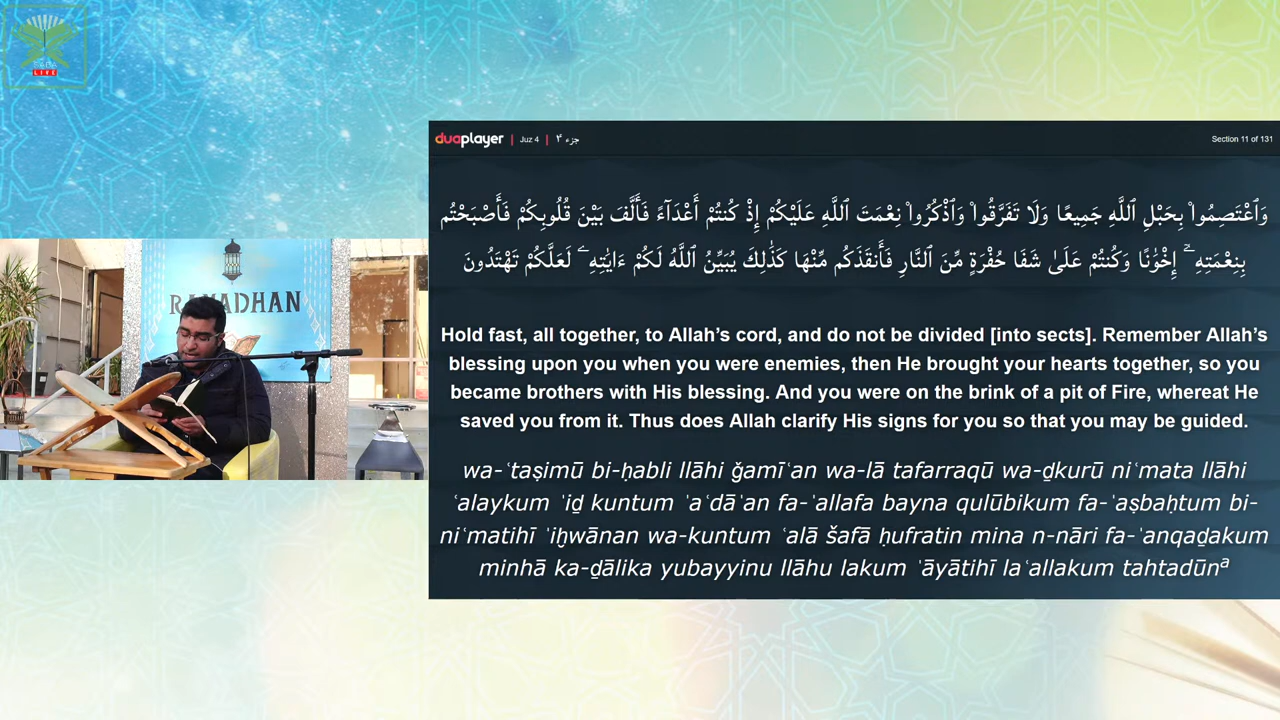 LIVE
duaplayer | Juz 4 | جزء ۴
Section 11 of 131
وَٱعْتَصِمُوا۟ بِحَبْلِ ٱللَّهِ جَمِيعًا وَلَا تَفَرَّقُوا۟ وَٱذْكُرُوا۟ نِعْمَتَ ٱللَّهِ عَلَيْكُمْ إِذْ كُنتُمْ أَعْدَآءً فَأَلَّفَ بَيْنَ قُلُوبِكُمْ فَأَصْبَحْتُم
بِنِعْمَتِهِۦٓ إِخْوَٰنًا وَكُنتُمْ عَلَىٰ شَفَا حُفْرَةٍ مِّنَ ٱلنَّارِ فَأَنقَذَكُم مِّنْهَا كَذَٰلِكَ يُبَيِّنُ ٱللَّهُ لَكُمْ ءَايَٰتِهِۦ لَعَلَّكُمْ تَهْتَدُونَ
Hold fast, all together, to Allah’s cord, and do not be divided [into sects]. Remember Allah’s
blessing upon you when you were enemies, then He brought your hearts together, so you
became brothers with His blessing. And you were on the brink of a pit of Fire, whereat He
saved you from it. Thus does Allah clarify His signs for you so that you may be guided.
wa-ʿtaṣimū bi-ḥabli llāhi ǧamīʿan wa-lā tafarraqū wa-ḏkurū niʿmata llāhi
ʿalaykum ʾiḏ kuntum ʾaʿdāʾan fa-ʾallafa bayna qulūbikum fa-ʾaṣbaḥtum bi-
niʿmatihī ʾiḫwānan wa-kuntum ʿalā šafā ḥufratin mina n-nāri fa-ʾanqaḏakum
minhā ka-ḏālika yubayyinu llāhu lakum ʾāyātihī laʿallakum tahtadūnᵃ